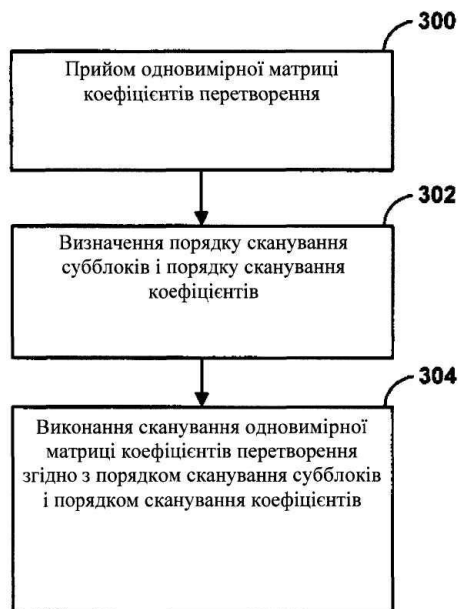 300
Прийом одновимірної матриці
коефіцієнтів перетворення
302
Визначення порядку сканування
субблоків і порядку сканування
коефіцієнтів
304
Виконання сканування одновимірної
матриці коефіцієнтів перетворення
згідно з порядком сканування субблоків
і порядком сканування коефіцієнтів